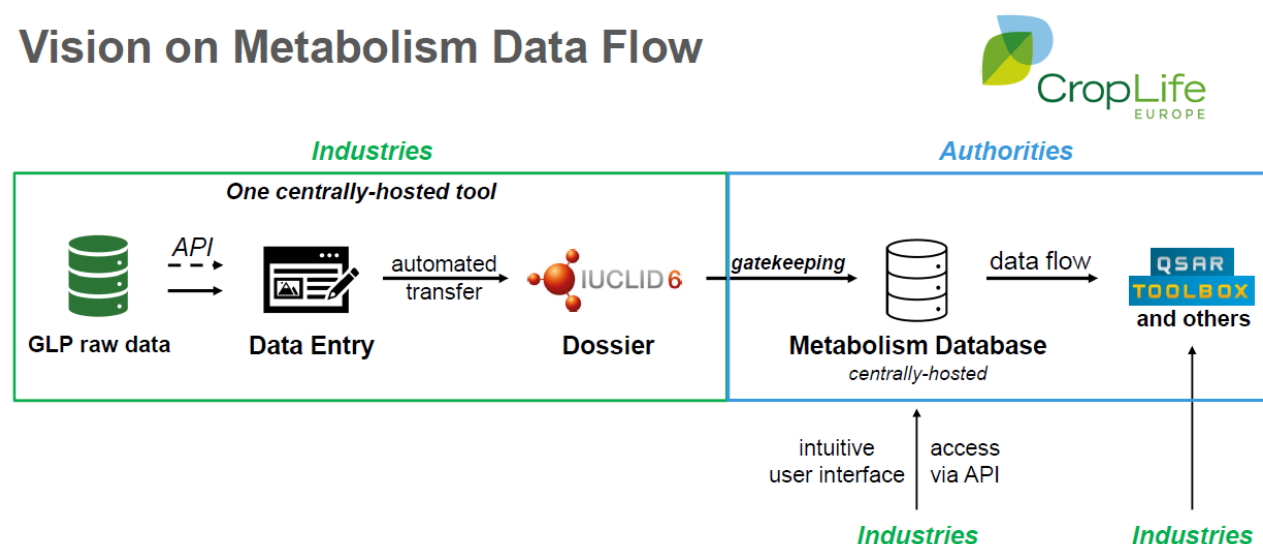 Vision on Metabolism Data Flow
CropLife
EUROPE
Industries
Authorities
One centrally-hosted tool
API
automated
transfer
IUCLID 6
gatekeeping
data flow
QSAR
TOOLBOX
and others
GLP raw data
Data Entry
Dossier
Metabolism Database
centrally-hosted
intuitive
user interface
access
via API
Industries
Industries